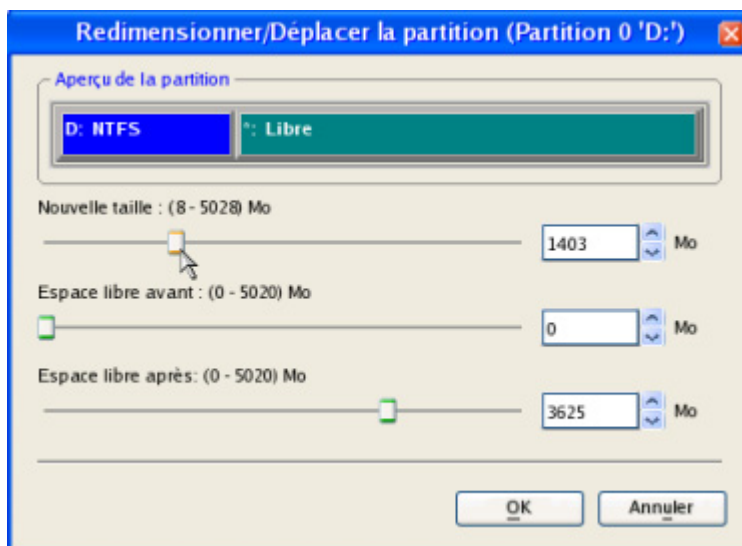 Redimensionner/Déplacer la partition (Partition 0 'D:')
Aperçu de la partition
D: NTFS
*: Libre
Nouvelle taille : (8 - 5028) Mo
1403 Mo
Espace libre avant : (0 - 5020) Mo
0 Mo
Espace libre après: (0 - 5020) Mo
3625 Mo
OK Annuler